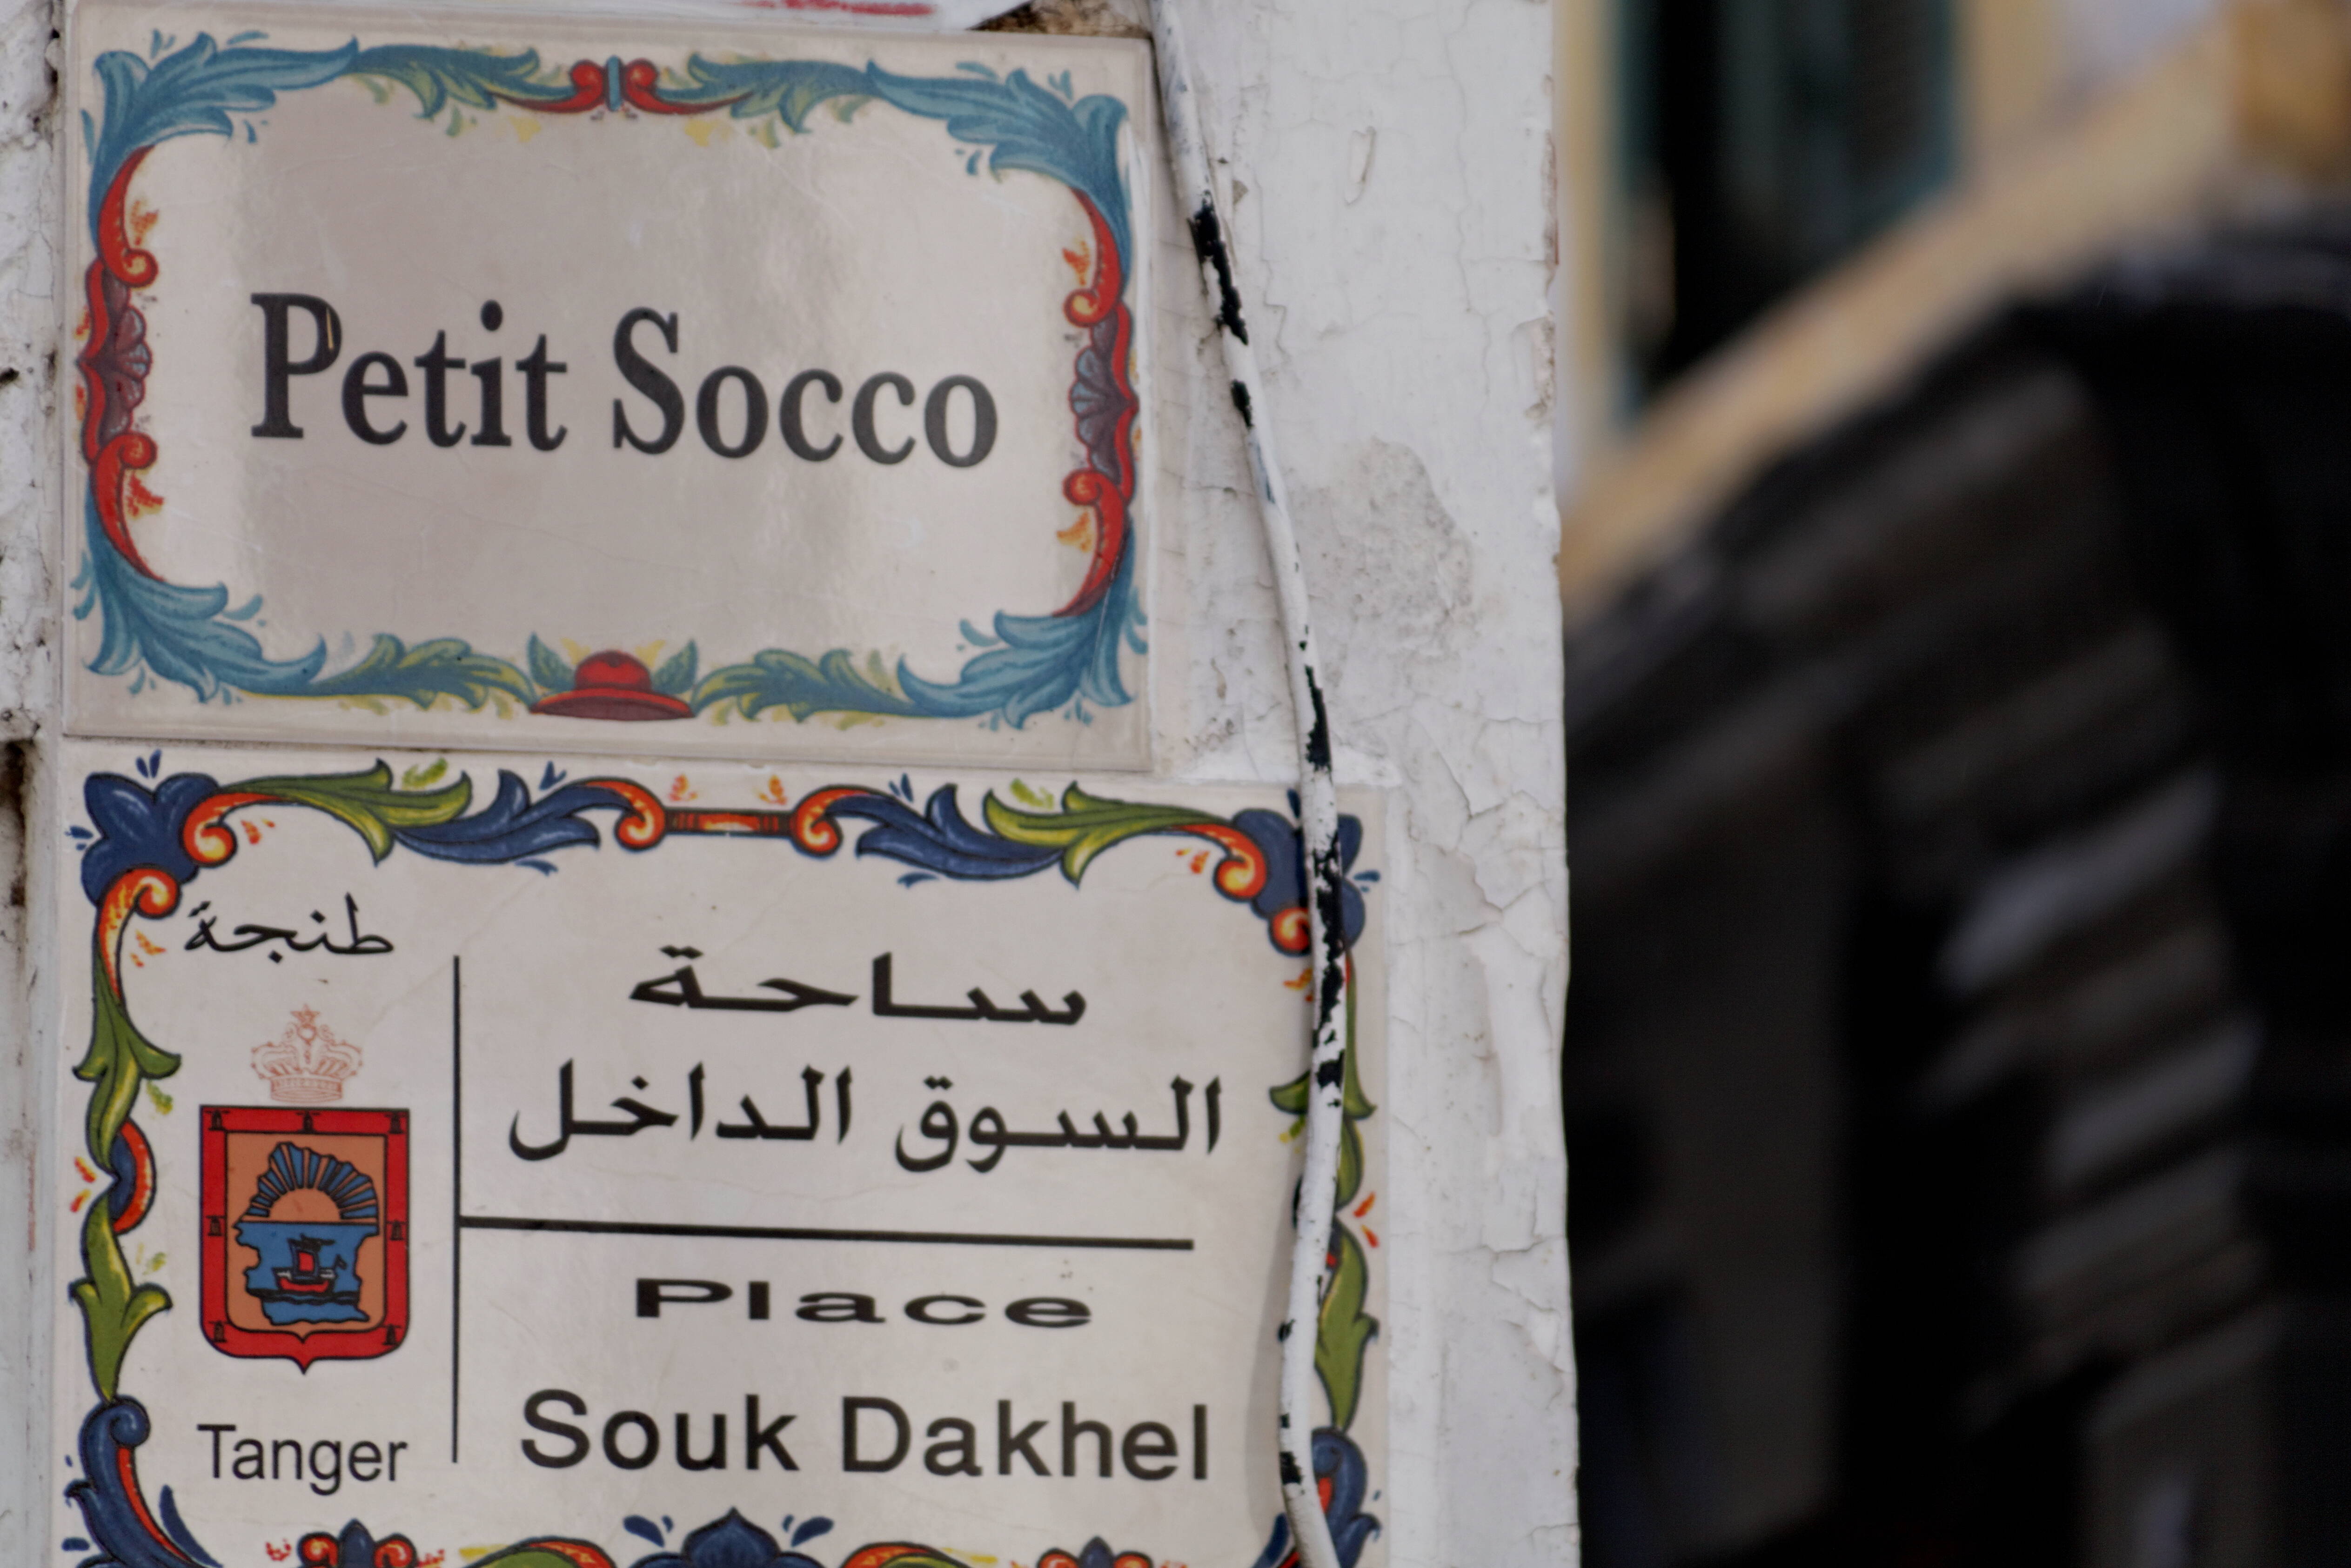 Petit Socco
طنجة
ساحة
السوق الداخل
Place
Souk Dakhel
Tanger